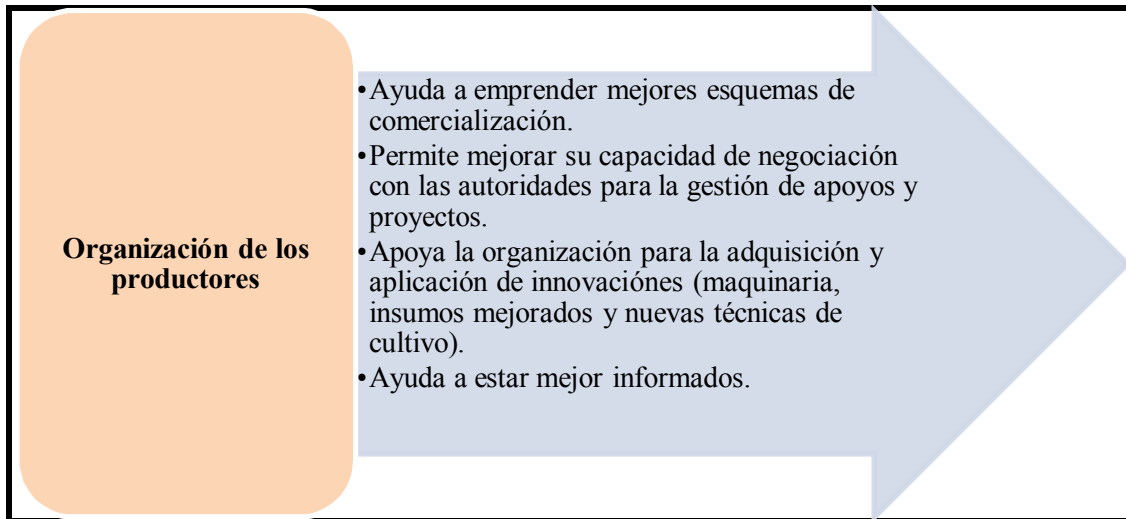 Organización de los
productores
•Ayuda a emprender mejores esquemas de
comercialización.
•Permite mejorar su capacidad de negociación
con las autoridades para la gestión de apoyos y
proyectos.
•Apoya la organización para la adquisición y
aplicación de innovaciónes (maquinaria,
insumos mejorados y nuevas técnicas de
cultivo).
•Ayuda a estar mejor informados.